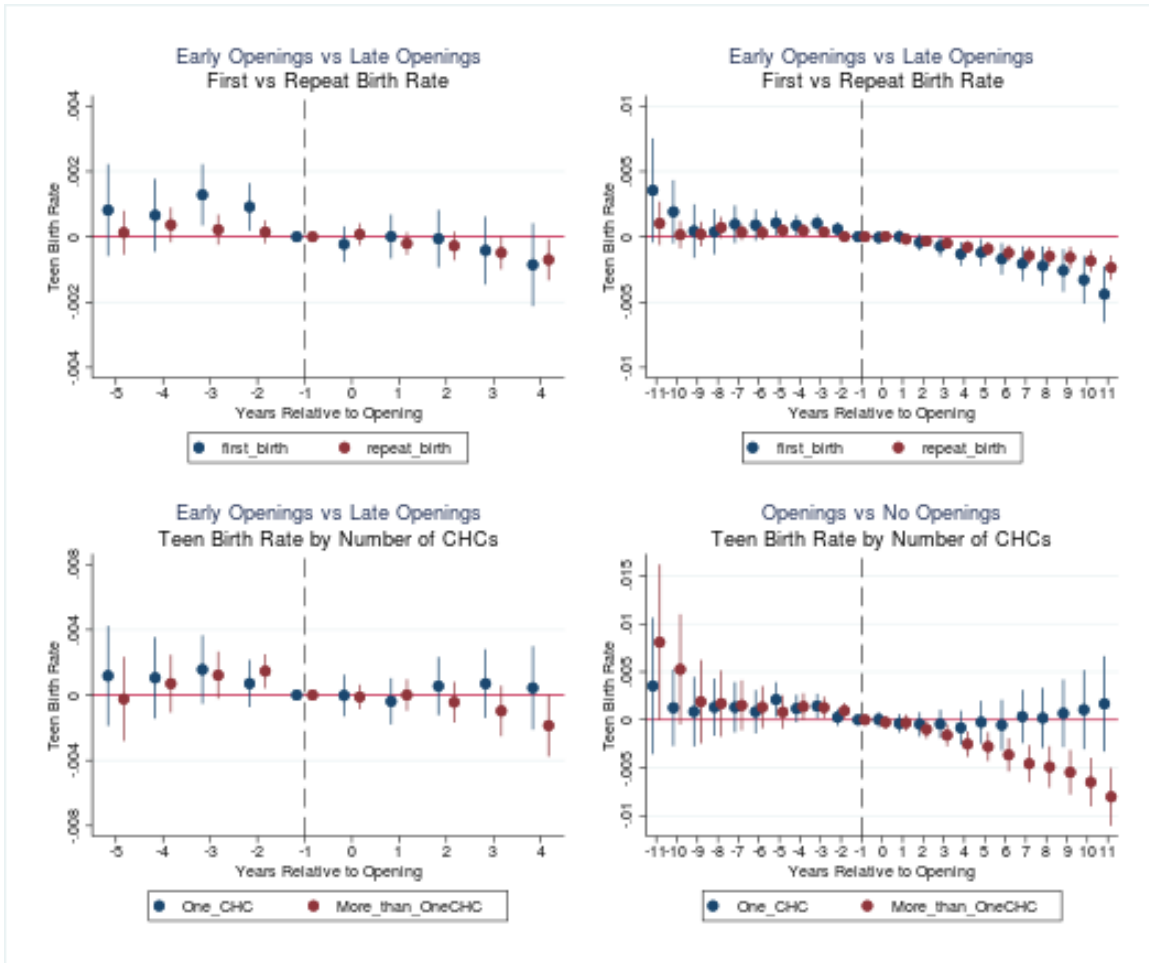 Early Openings vs Late Openings
First vs Repeat Birth Rate
Teen Birth Rate
.004
.002
0
-.002
-.004
-5 -4 -3 -2 -1 0 1 2 3 4
Years Relative to Opening
first_birth repeat_birth
Early Openings vs Late Openings
First vs Repeat Birth Rate
Teen Birth Rate
.01
.005
0
-.005
-.01
-11 -10 -9 -8 -7 -6 -5 -4 -3 -2 -1 0 1 2 3 4 5 6 7 8 9 10 11
Years Relative to Opening
first_birth repeat_birth
Early Openings vs Late Openings
Teen Birth Rate by Number of CHCs
Teen Birth Rate
.008
.004
0
-.004
-.008
-5 -4 -3 -2 -1 0 1 2 3 4
Years Relative to Opening
One_CHC More_than_OneCHC
Openings vs No Openings
Teen Birth Rate by Number of CHCs
Teen Birth Rate
.015
.01
.005
0
-.005
-.01
-11 -10 -9 -8 -7 -6 -5 -4 -3 -2 -1 0 1 2 3 4 5 6 7 8 9 10 11
Years Relative to Opening
One_CHC More_than_OneCHC